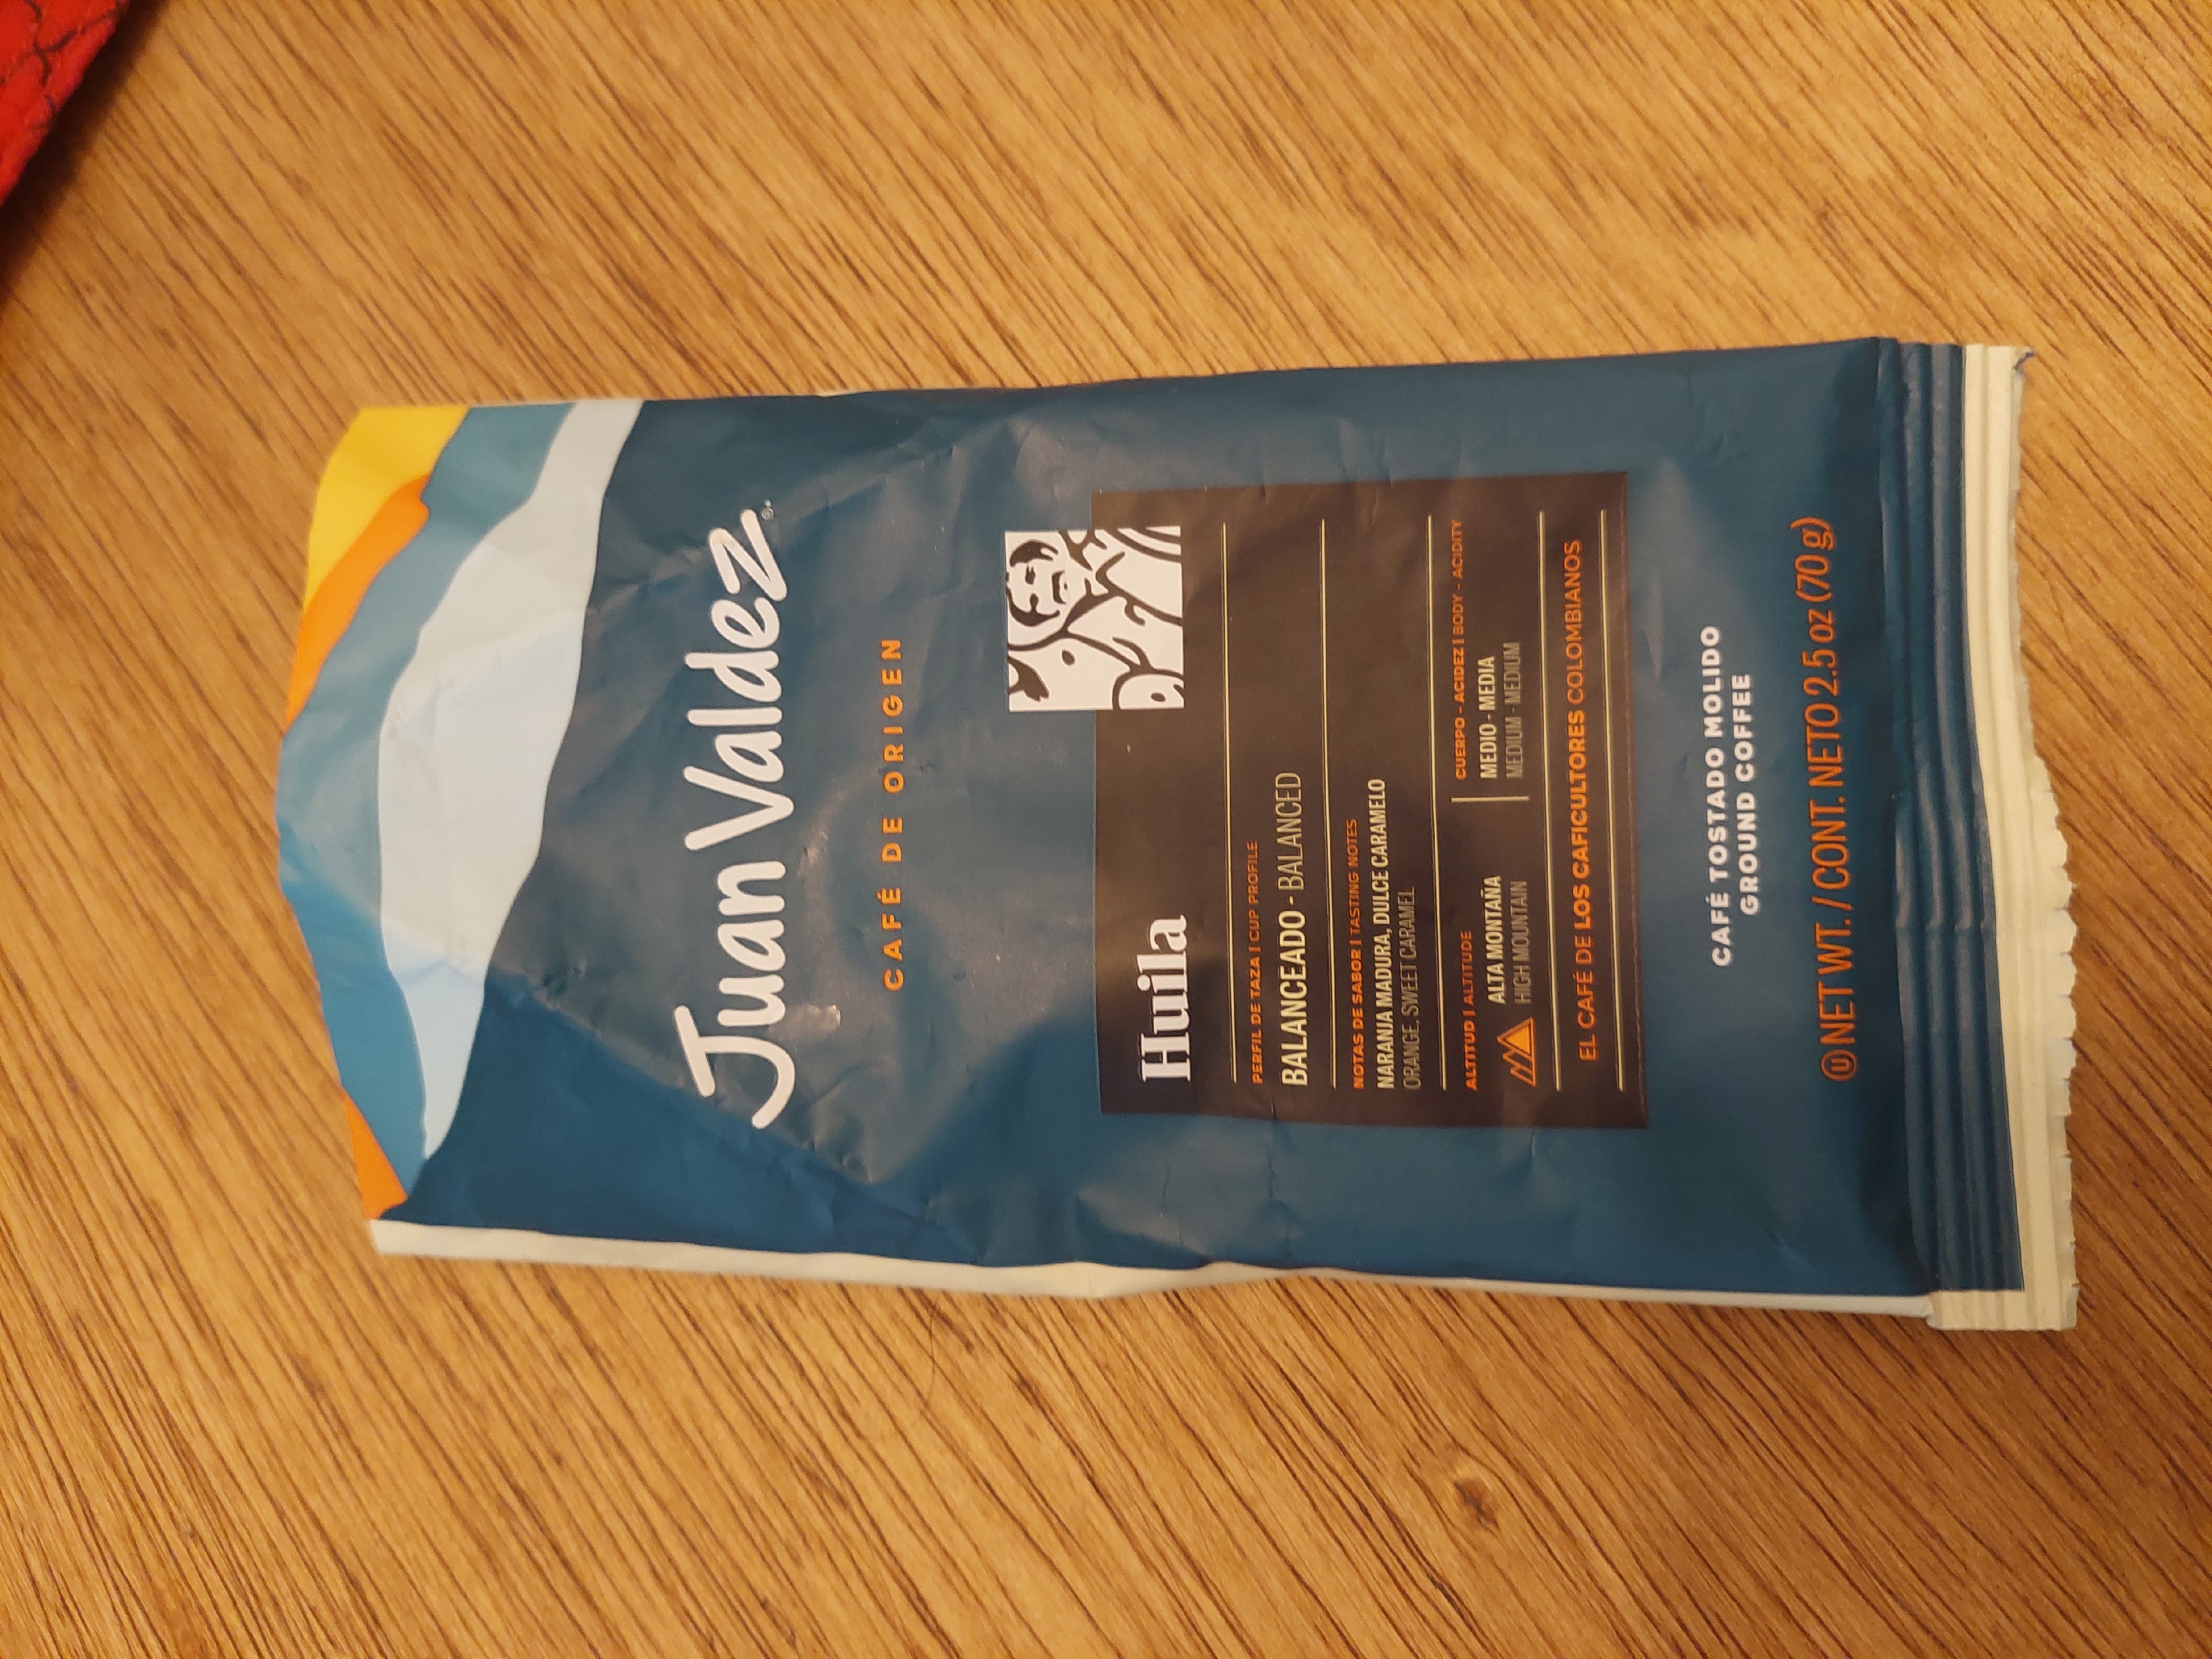 Juan Valdez®
CAFÉ DE ORIGEN
Huila
PERFIL DE TAZA | CUP PROFILE
BALANCEADO - BALANCED
NOTAS DE SABOR | TASTING NOTES
NARANJA MADURA, DULCE CARAMELO
ORANGE, SWEET CARAMEL
ALTITUD | ALTITUDE
ALTA MONTAÑA
HIGH MOUNTAIN
CUERPO - ACIDEZ | BODY - ACIDITY
MEDIO - MEDIA
MEDIUM - MEDIUM
EL CAFÉ DE LOS CAFICULTORES COLOMBIANOS
CAFÉ TOSTADO MOLIDO
GROUND COFFEE
Ⓤ NET WT. / CONT. NETO 2.5 oz (70 g)